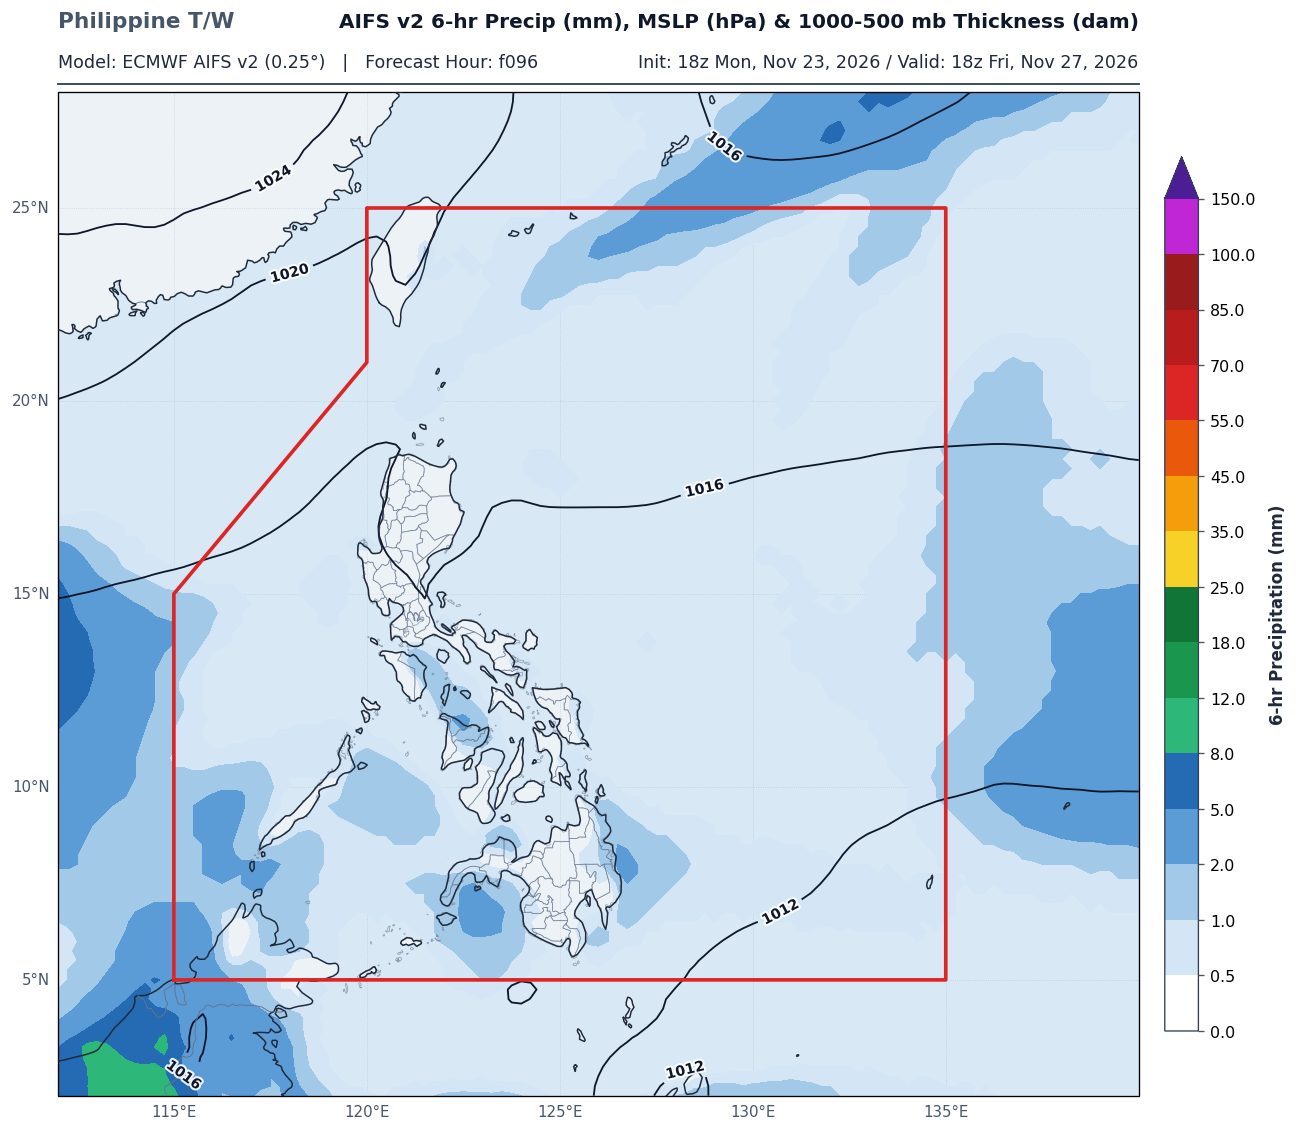 Philippine T/W
AIFS v2 6-hr Precip (mm), MSLP (hPa) & 1000-500 mb Thickness (dam)
Model: ECMWF AIFS v2 (0.25°) | Forecast Hour: f096
Init: 18z Mon, Nov 23, 2026 / Valid: 18z Fri, Nov 27, 2026
1016
1024
1020
1016
1012
1016
1012
25°N
20°N
15°N
10°N
5°N
115°E
120°E
125°E
130°E
135°E
150.0
100.0
85.0
70.0
55.0
45.0
35.0
25.0
18.0
12.0
8.0
5.0
2.0
1.0
0.5
0.0
6-hr Precipitation (mm)